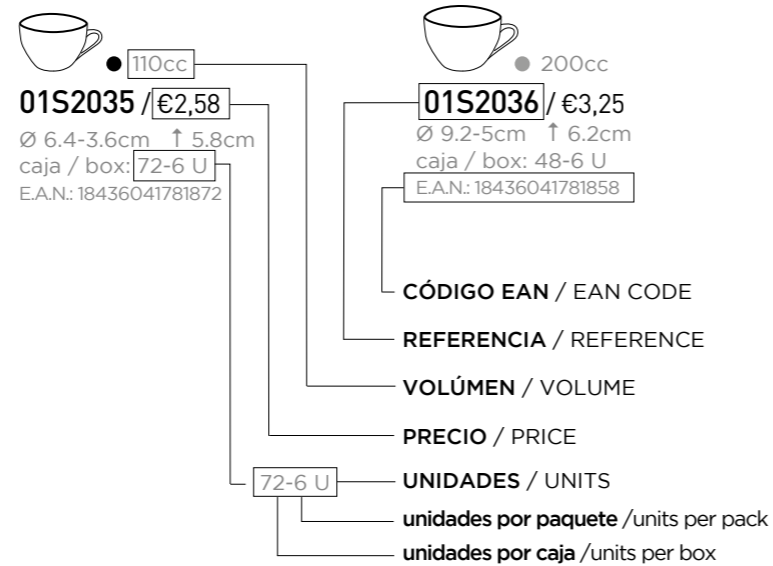 110cc
01S2035 / €2,58
Ø 6.4-3.6cm ↑ 5.8cm
caja / box: 72-6 U
E.A.N.: 18436041781872
200cc
01S2036 / €3,25
Ø 9.2-5cm ↑ 6.2cm
caja / box: 48-6 U
E.A.N.: 18436041781858
CÓDIGO EAN / EAN CODE
REFERENCIA / REFERENCE
VOLÚMEN / VOLUME
PRECIO / PRICE
72-6 U UNIDADES / UNITS
unidades por paquete /units per pack
unidades por caja /units per box